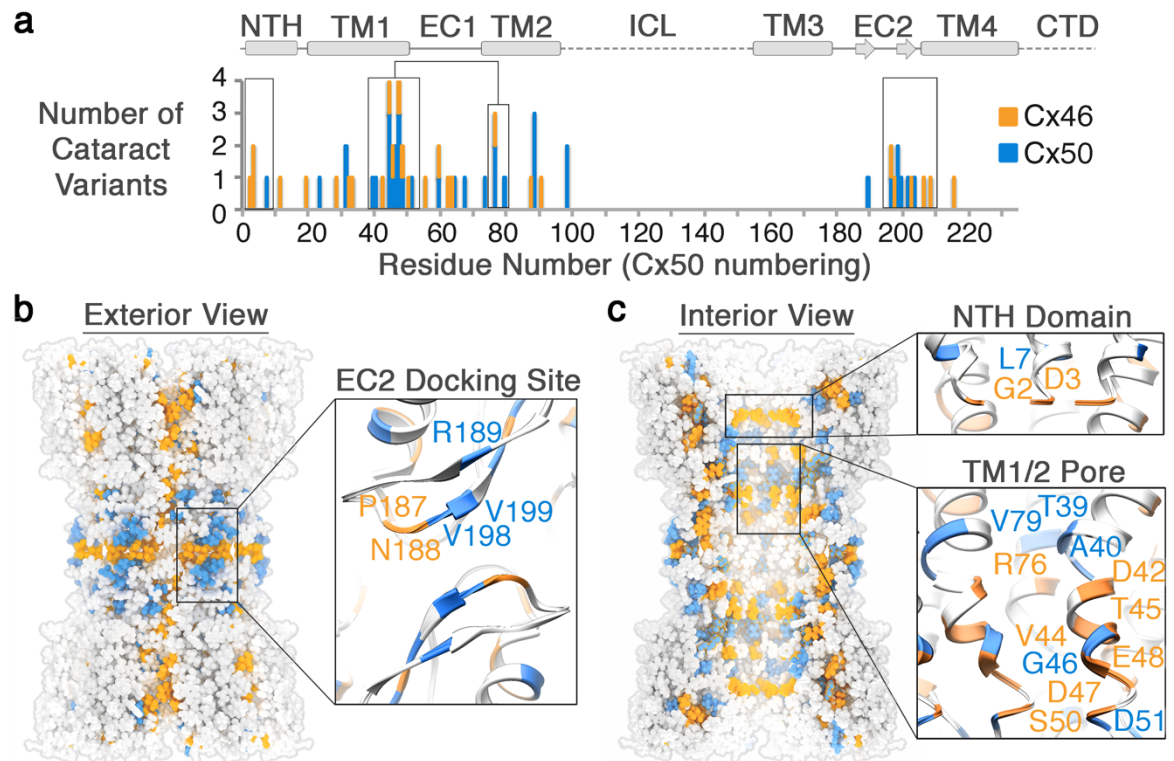 a
NTH TM1 EC1 TM2 ICL TM3 EC2 TM4 CTD
Number of
Cataract
Variants
4
3
2
1
0
Cx46
Cx50
0 20 40 60 80 100 120 140 160 180 200 220
Residue Number (Cx50 numbering)
b
Exterior View
EC2 Docking Site
R189
P187
V199
V198
N188
c
Interior View
NTH Domain
L7
D3
G2
TM1/2 Pore
T39
V79
A40
R76
D42
T45
V44
E48
G46
D47
S50
D51